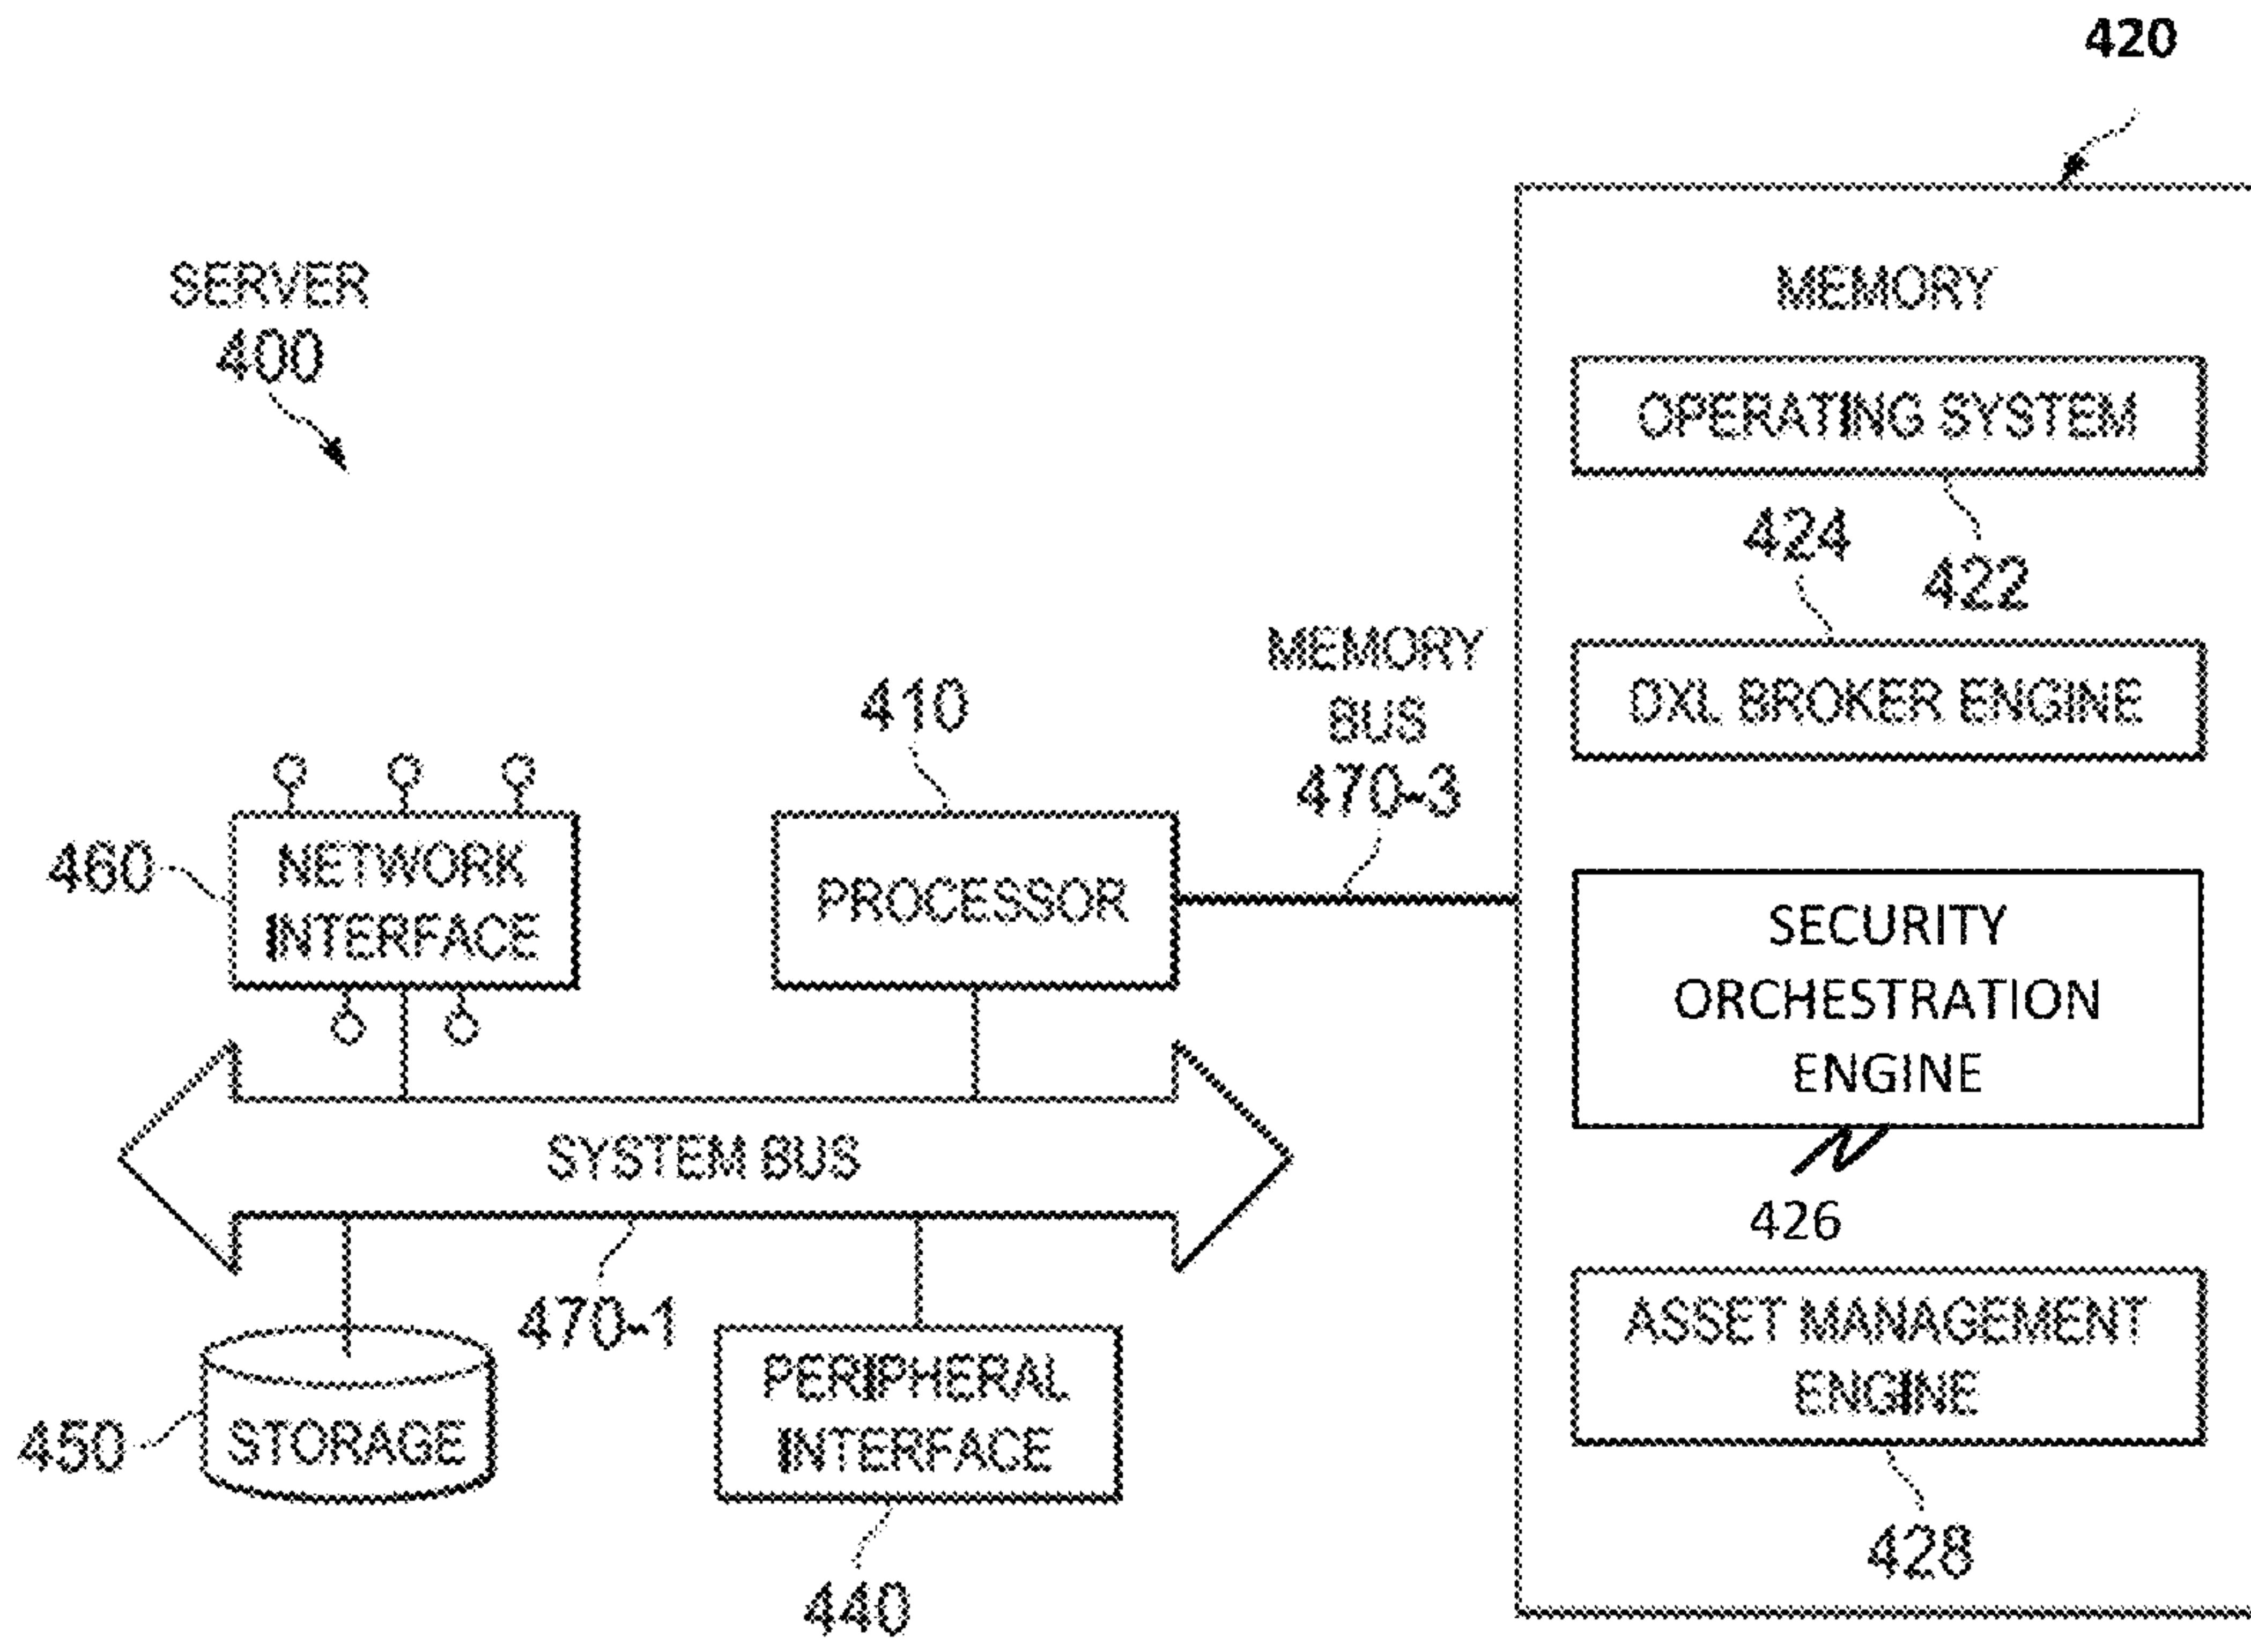 420
SERVER
400
MEMORY
OPERATING SYSTEM
424
422
MEMORY
BUS
470-3
DXL BROKER ENGINE
410
460
NETWORK
INTERFACE
PROCESSOR
SECURITY
ORCHESTRATION
ENGINE
426
SYSTEM BUS
470-1
450
STORAGE
PERIPHERAL
INTERFACE
440
ASSET MANAGEMENT
ENGINE
428